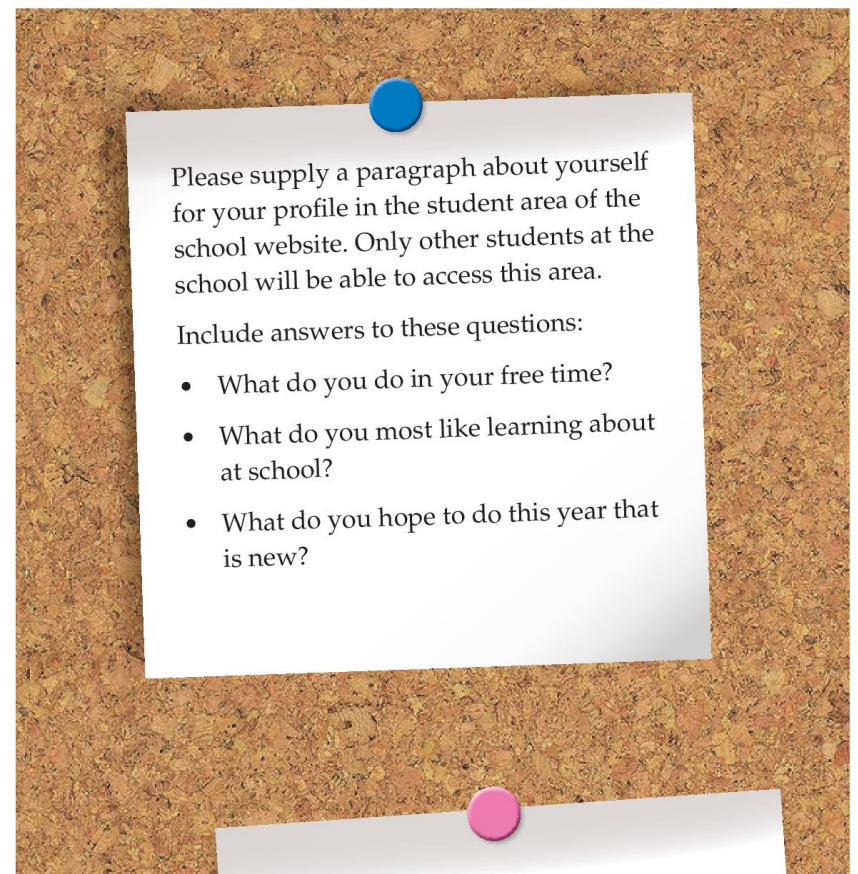 Please supply a paragraph about yourself
for your profile in the student area of the
school website. Only other students at the
school will be able to access this area.
Include answers to these questions:
• What do you do in your free time?
• What do you most like learning about
at school?
• What do you hope to do this year that
is new?